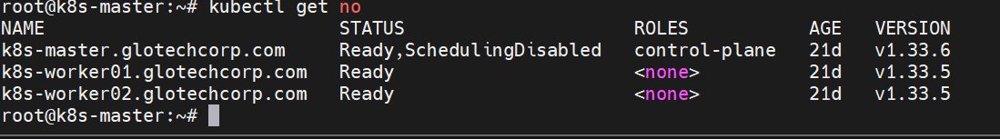 root@k8s-master:~# kubectl get no
NAME STATUS ROLES AGE VERSION
k8s-master.glotechcorp.com Ready,SchedulingDisabled control-plane 21d v1.33.6
k8s-worker01.glotechcorp.com Ready <none> 21d v1.33.5
k8s-worker02.glotechcorp.com Ready <none> 21d v1.33.5
root@k8s-master:~#